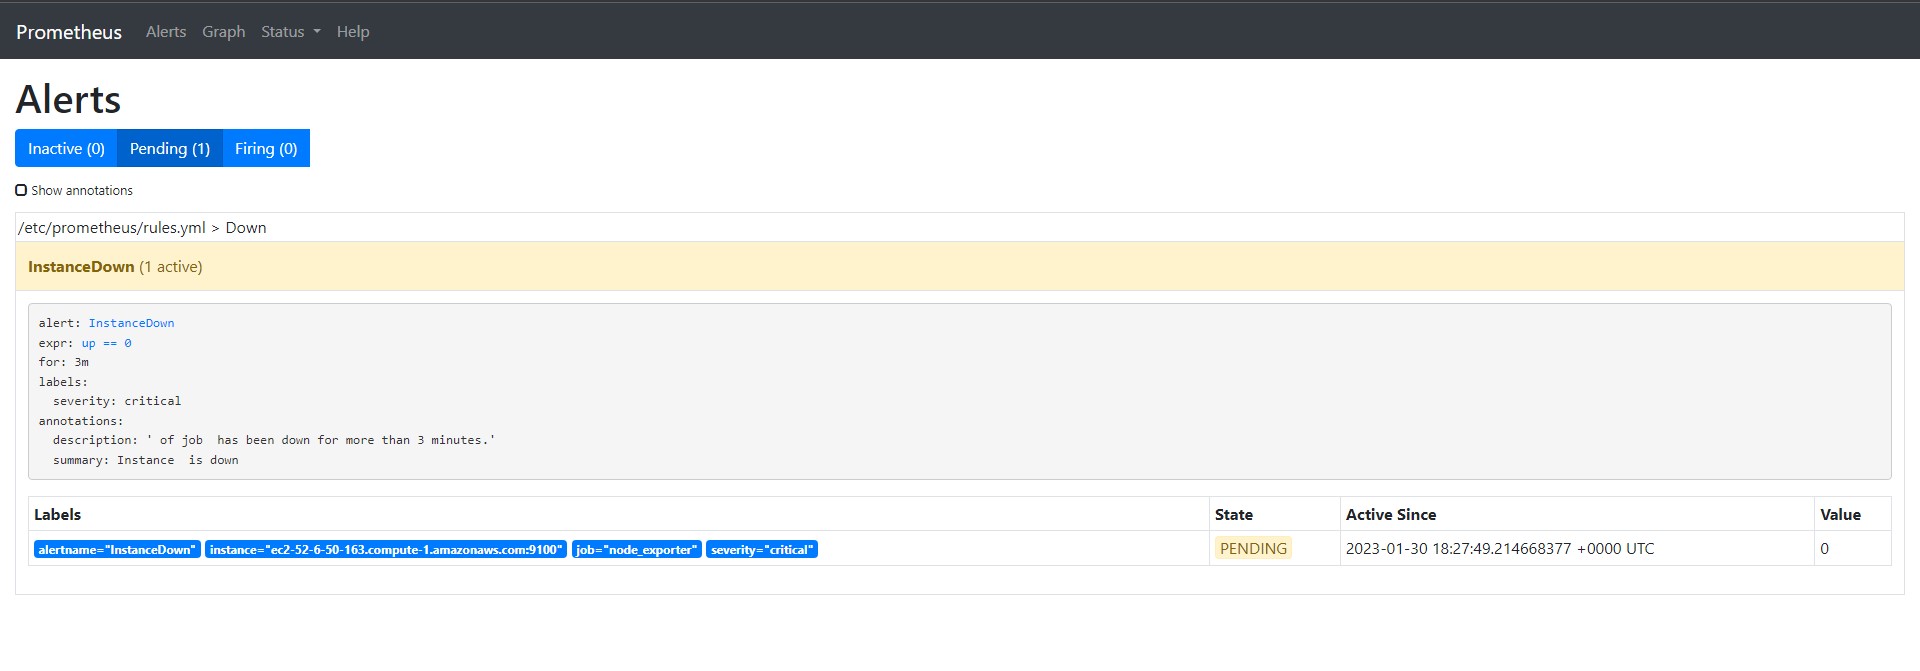 Prometheus Alerts Graph Status Help
Alerts
Inactive (0) Pending (1) Firing (0)
Show annotations
/etc/prometheus/rules.yml > Down
InstanceDown (1 active)
alert: InstanceDown
expr: up == 0
for: 3m
labels:
  severity: critical
annotations:
  description: ' of job  has been down for more than 3 minutes.'
  summary: Instance  is down
Labels State Active Since Value
alertname="InstanceDown" instance="ec2-52-6-50-163.compute-1.amazonaws.com:9100" job="node_exporter" severity="critical" PENDING 2023-01-30 18:27:49.214668377 +0000 UTC 0